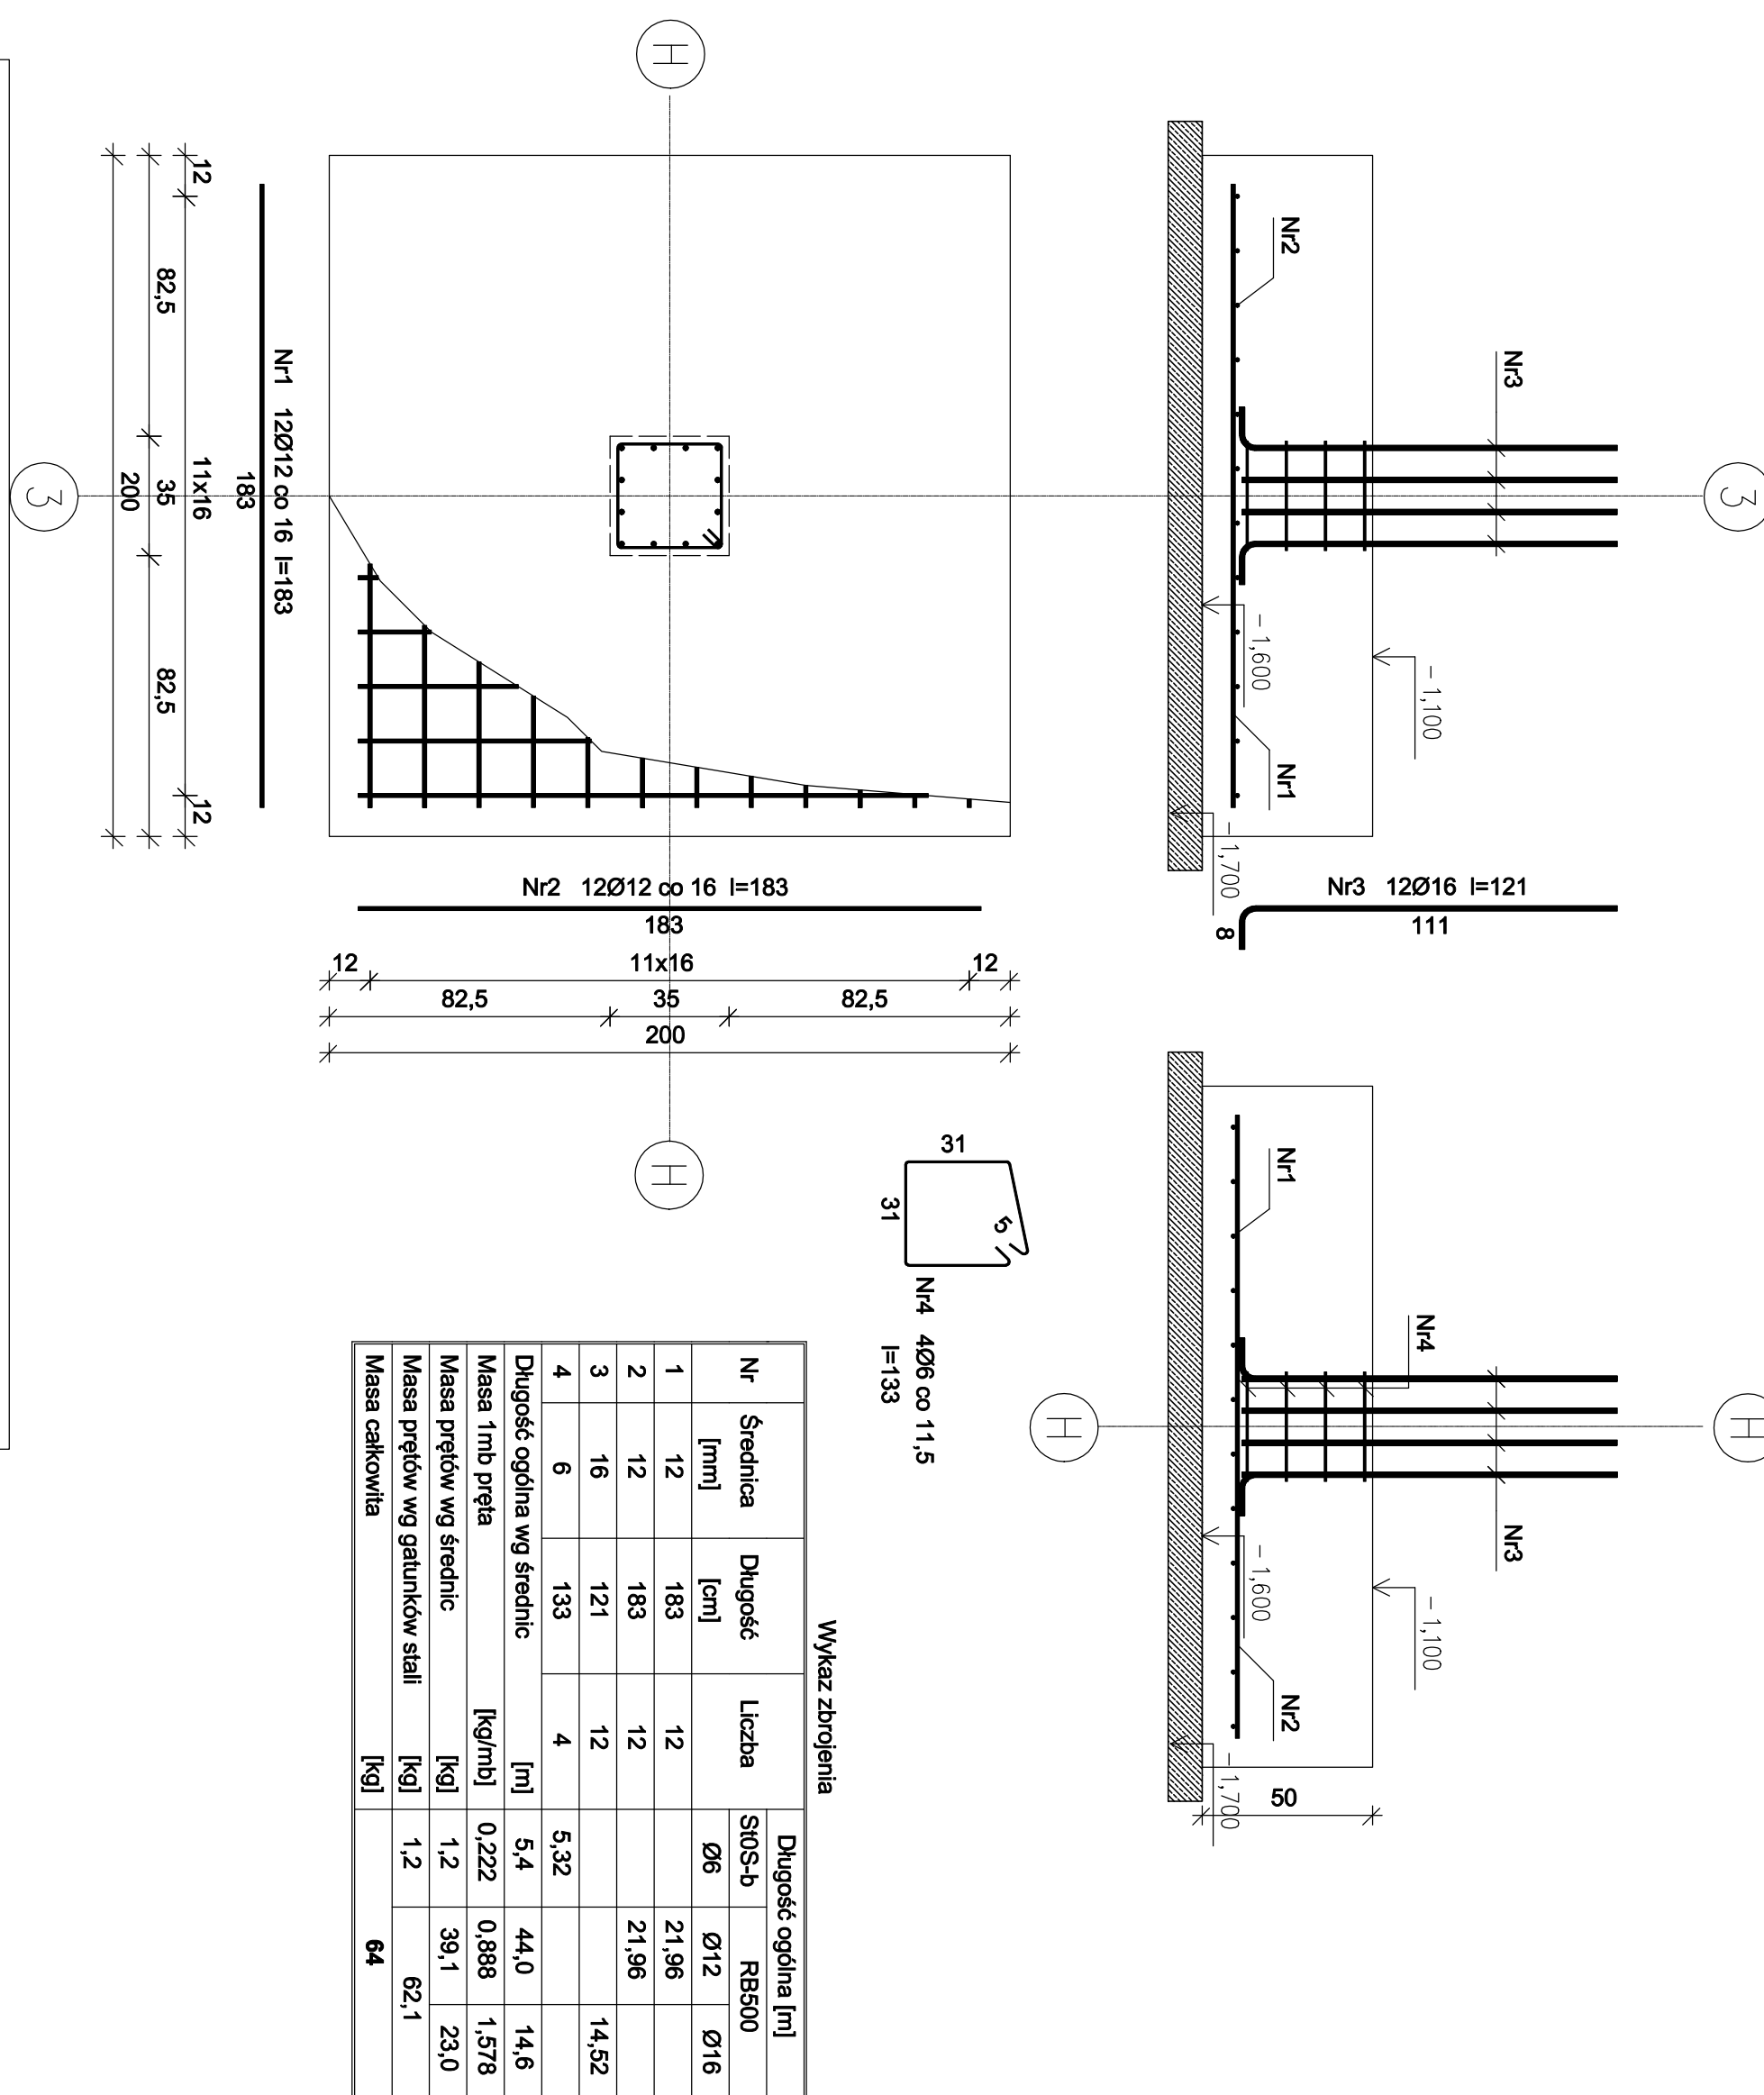 3
H
Nr3
Nr2
Nr1
– 1,100
– 1,600
– 1,700
Nr3 12Ø16 l=121
111
8
Nr4
Nr3
Nr1
Nr2
– 1,100
– 1,600
– 1,700
50
H
H
H
3
Nr1 12Ø12 co 16 l=183
183
12
11x16
12
82,5
35
82,5
200
Nr2 12Ø12 co 16 l=183
183
12
11x16
12
82,5
35
82,5
200
H
31
31
5
Nr4 4Ø6 co 11,5
l=133
Wykaz zbrojenia
Nr Średnica Długość Liczba Długość ogólna [m]
[mm] [cm] St0S-b RB500
Ø6 Ø12 Ø16
1 12 183 12 21,96
2 12 183 12 21,96
3 16 121 12 14,52
4 6 133 4 5,32
Długość ogólna wg średnic [m] 5,4 44,0 14,6
Masa 1mb pręta [kg/mb] 0,222 0,888 1,578
Masa prętów wg średnic [kg] 1,2 39,1 23,0
Masa prętów wg gatunków stali [kg] 1,2 62,1
Masa całkowita [kg] 64